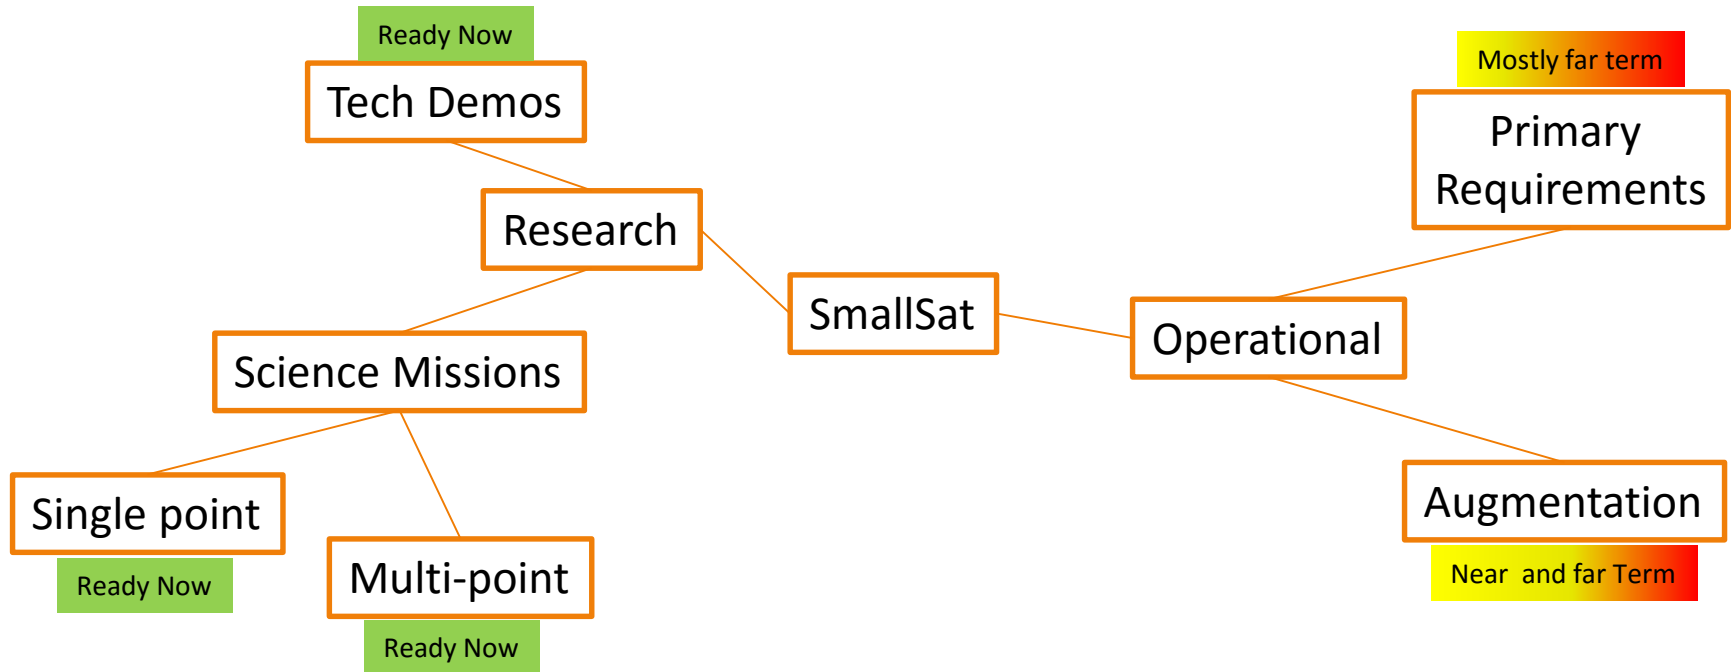 Ready Now
Tech Demos
Research
Science Missions
Single point
Ready Now
Multi-point
Ready Now
SmallSat
Operational
Mostly far term
Primary
Requirements
Augmentation
Near and far Term